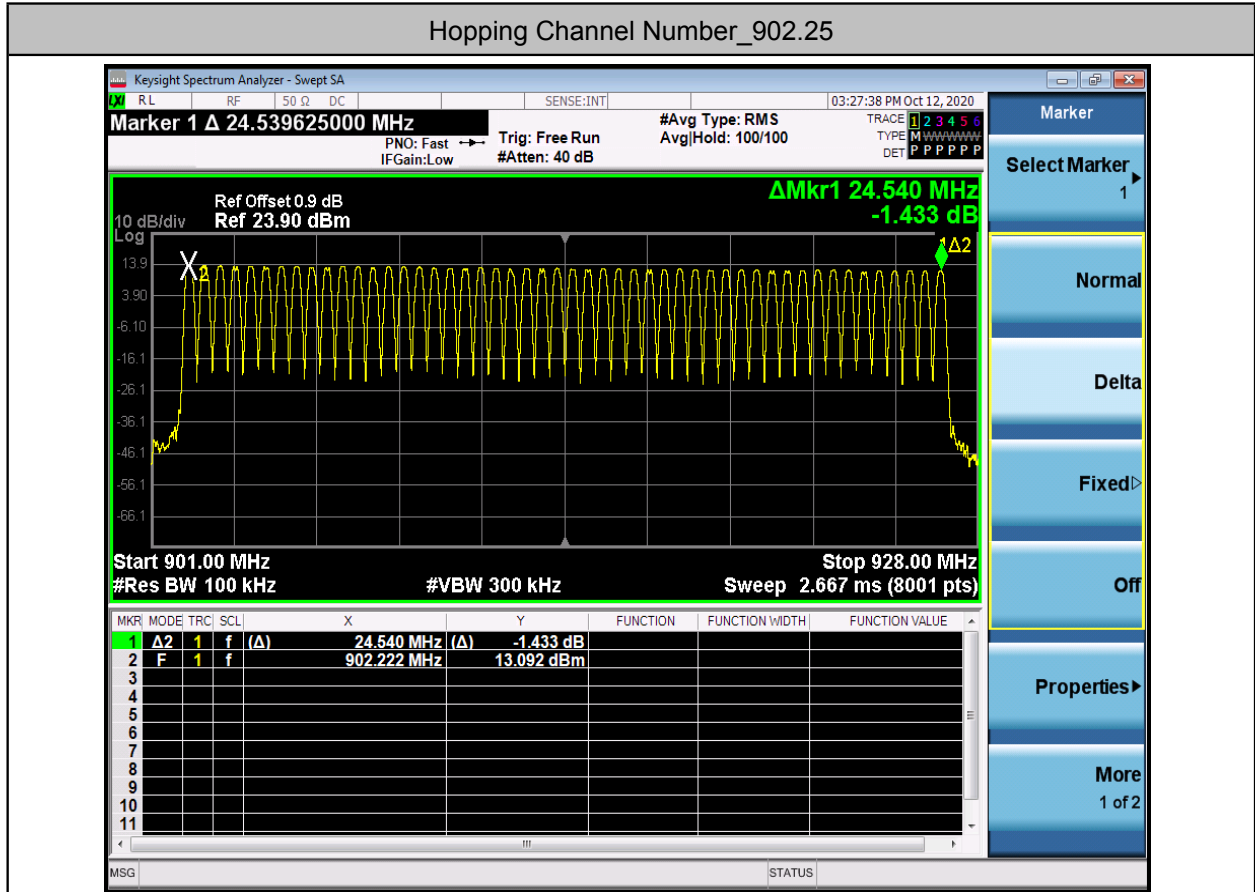 Hopping Channel Number_902.25
Keysight Spectrum Analyzer - Swept SA
LXI RL RF 50 Ω DC SENSE:INT 03:27:38 PM Oct 12, 2020
Marker 1 Δ 24.539625000 MHz
PNO: Fast
IFGain:Low
Trig: Free Run
#Atten: 40 dB
#Avg Type: RMS
Avg|Hold: 100/100
TRACE 1 2 3 4 5 6
TYPE M WWWWW
DET P P P P P P
ΔMkr1 24.540 MHz
-1.433 dB
Ref Offset 0.9 dB
10 dB/div Ref 23.90 dBm
Log
13.9
3.90
-6.10
-16.1
-26.1
-36.1
-46.1
-56.1
-66.1
X2
1Δ2
Start 901.00 MHz Stop 928.00 MHz
#Res BW 100 kHz #VBW 300 kHz Sweep 2.667 ms (8001 pts)
MKR MODE TRC SCL X Y FUNCTION FUNCTION WIDTH FUNCTION VALUE
1 Δ2 1 f (Δ) 24.540 MHz (Δ) -1.433 dB
2 F 1 f 902.222 MHz 13.092 dBm
3
4
5
6
7
8
9
10
11
MSG STATUS
Marker
Select Marker
1
Normal
Delta
Fixed
Off
Properties
More
1 of 2